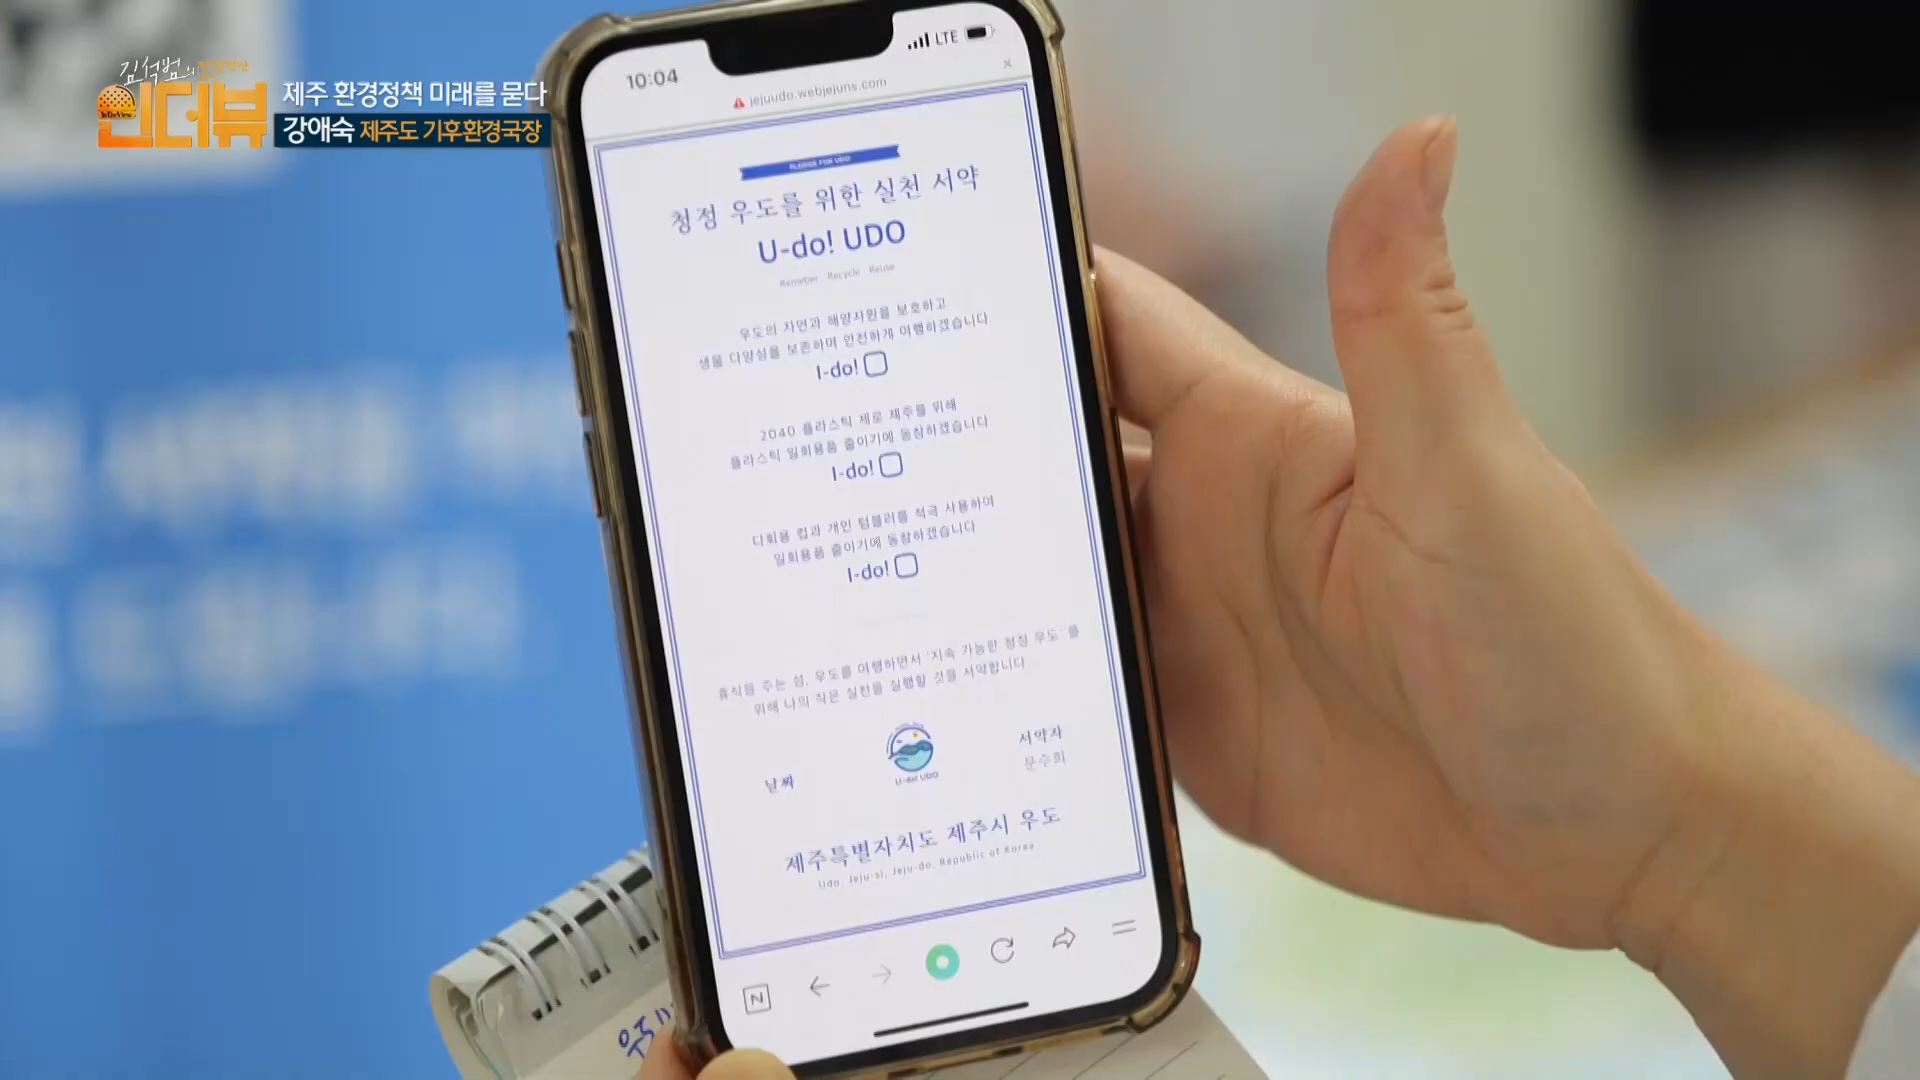 김석범의
인더뷰
제주 환경정책 미래를 묻다
강애숙 제주도 기후환경국장
10:04
LTE
jejuudo.webjejuns.com
PLEDGE FOR UDO
청정 우도를 위한 실천 서약
U-do! UDO
Remeber Recycle Reuse
우도의 자연과 해양자원을 보호하고
생물 다양성을 보존하며 안전하게 여행하겠습니다
I-do!
2040 플라스틱 제로 제주를 위해
플라스틱 일회용품 줄이기에 동참하겠습니다
I-do!
다회용 컵과 개인 텀블러를 적극 사용하여
일회용품 줄이기에 동참하겠습니다
I-do!
휴식을 주는 섬, 우도를 여행하면서 '지속 가능한 청정 우도'를
위해 나의 작은 실천을 실행할 것을 서약합니다
서약자
날짜
U-do! UDO
제주특별자치도 제주시 우도
Udo, Jeju-si, Jeju-do, Republic of Korea
N